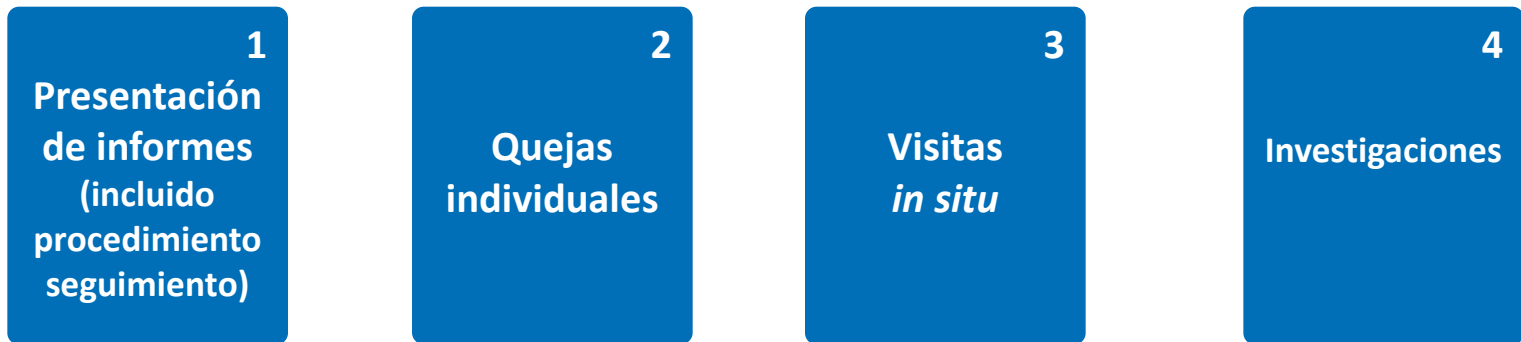 1
Presentación
de informes
(incluido
procedimiento
seguimiento)
2
Quejas
individuales
3
Visitas
in situ
4
Investigaciones